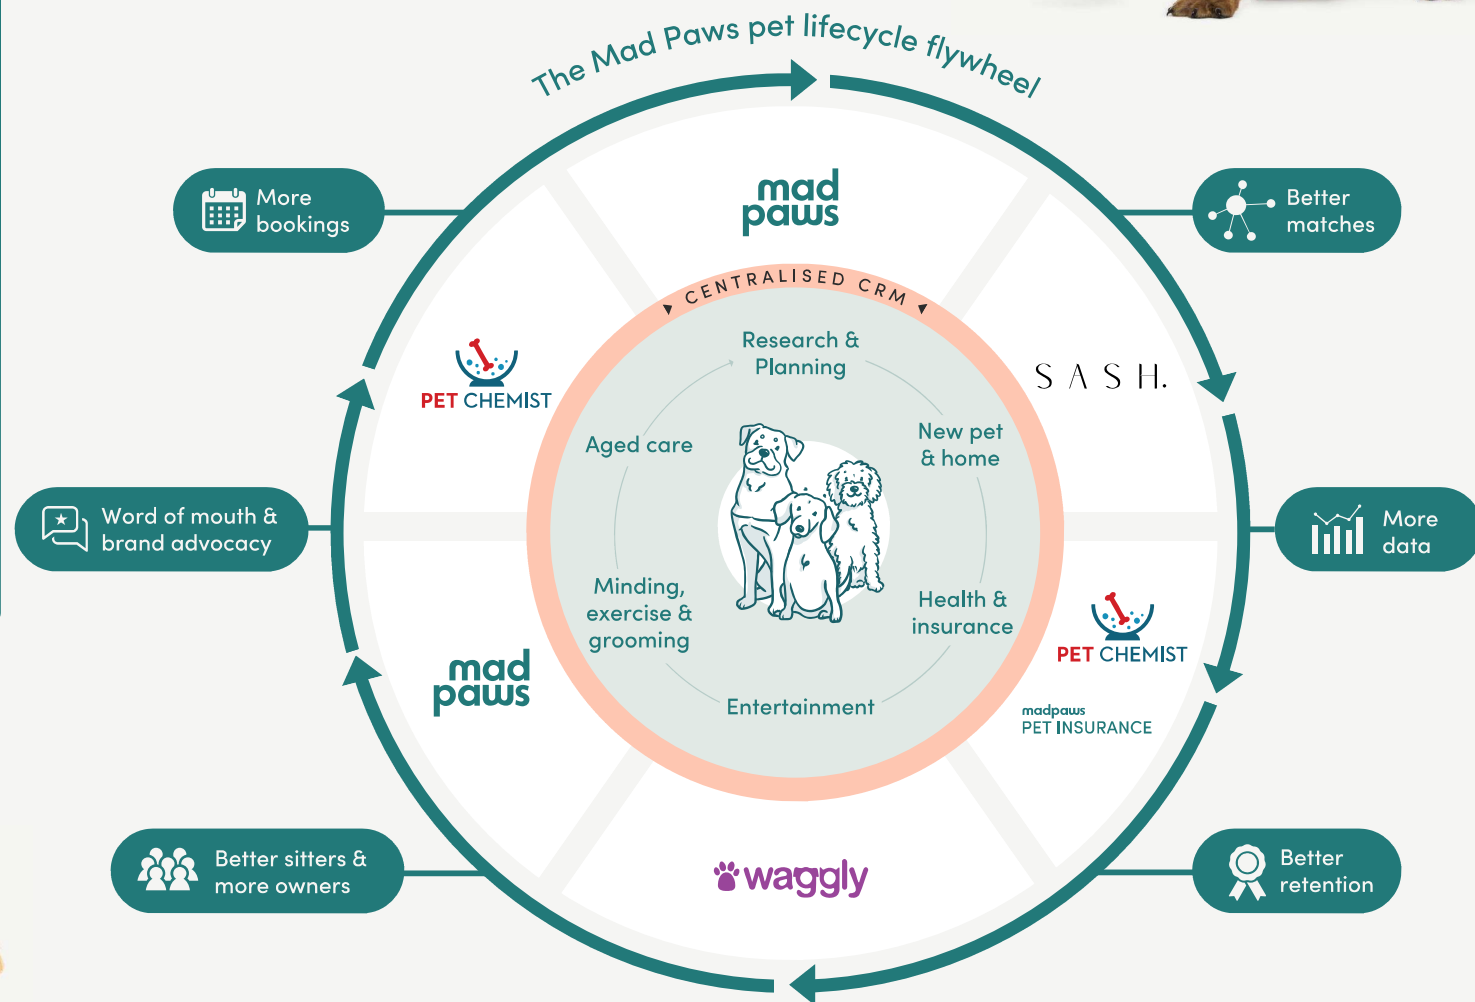 The Mad Paws pet lifecycle flywheel
More
bookings
mad
paws
Better
matches
CENTRALISED CRM
Research &
Planning
PET CHEMIST
SASH.
Aged care
New pet
& home
Word of mouth &
brand advocacy
More
data
Minding,
exercise &
grooming
Health &
insurance
PET CHEMIST
mad
paws
Entertainment
madpaws
PET INSURANCE
Better sitters &
more owners
waggly
Better
retention